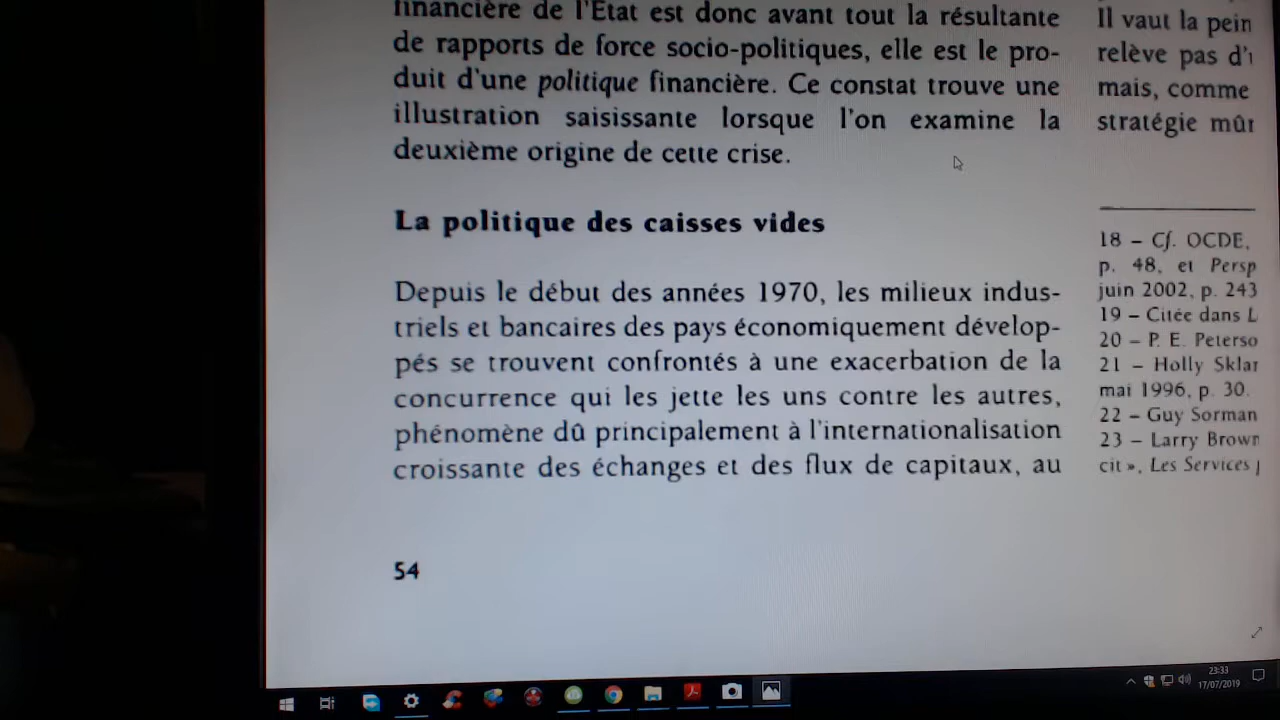 financière de l'Etat est donc avant tout la résultante
de rapports de force socio-politiques, elle est le pro-
duit d'une politique financière. Ce constat trouve une
illustration saisissante lorsque l'on examine la
deuxième origine de cette crise.
La politique des caisses vides
Depuis le début des années 1970, les milieux indus-
triels et bancaires des pays économiquement dévelop-
pés se trouvent confrontés à une exacerbation de la
concurrence qui les jette les uns contre les autres,
phénomène dû principalement à l'internationalisation
croissante des échanges et des flux de capitaux, au
54
Il vaut la pein
relève pas d'
mais, comme
stratégie mûr
18 – Cf. OCDE,
p. 48, et Persp
juin 2002, p. 243
19 – Citée dans L
20 – P. E. Peterso
21 – Holly Sklar
mai 1996, p. 30.
22 – Guy Sorman
23 – Larry Brown
cit », Les Services
23:33
17/07/2019